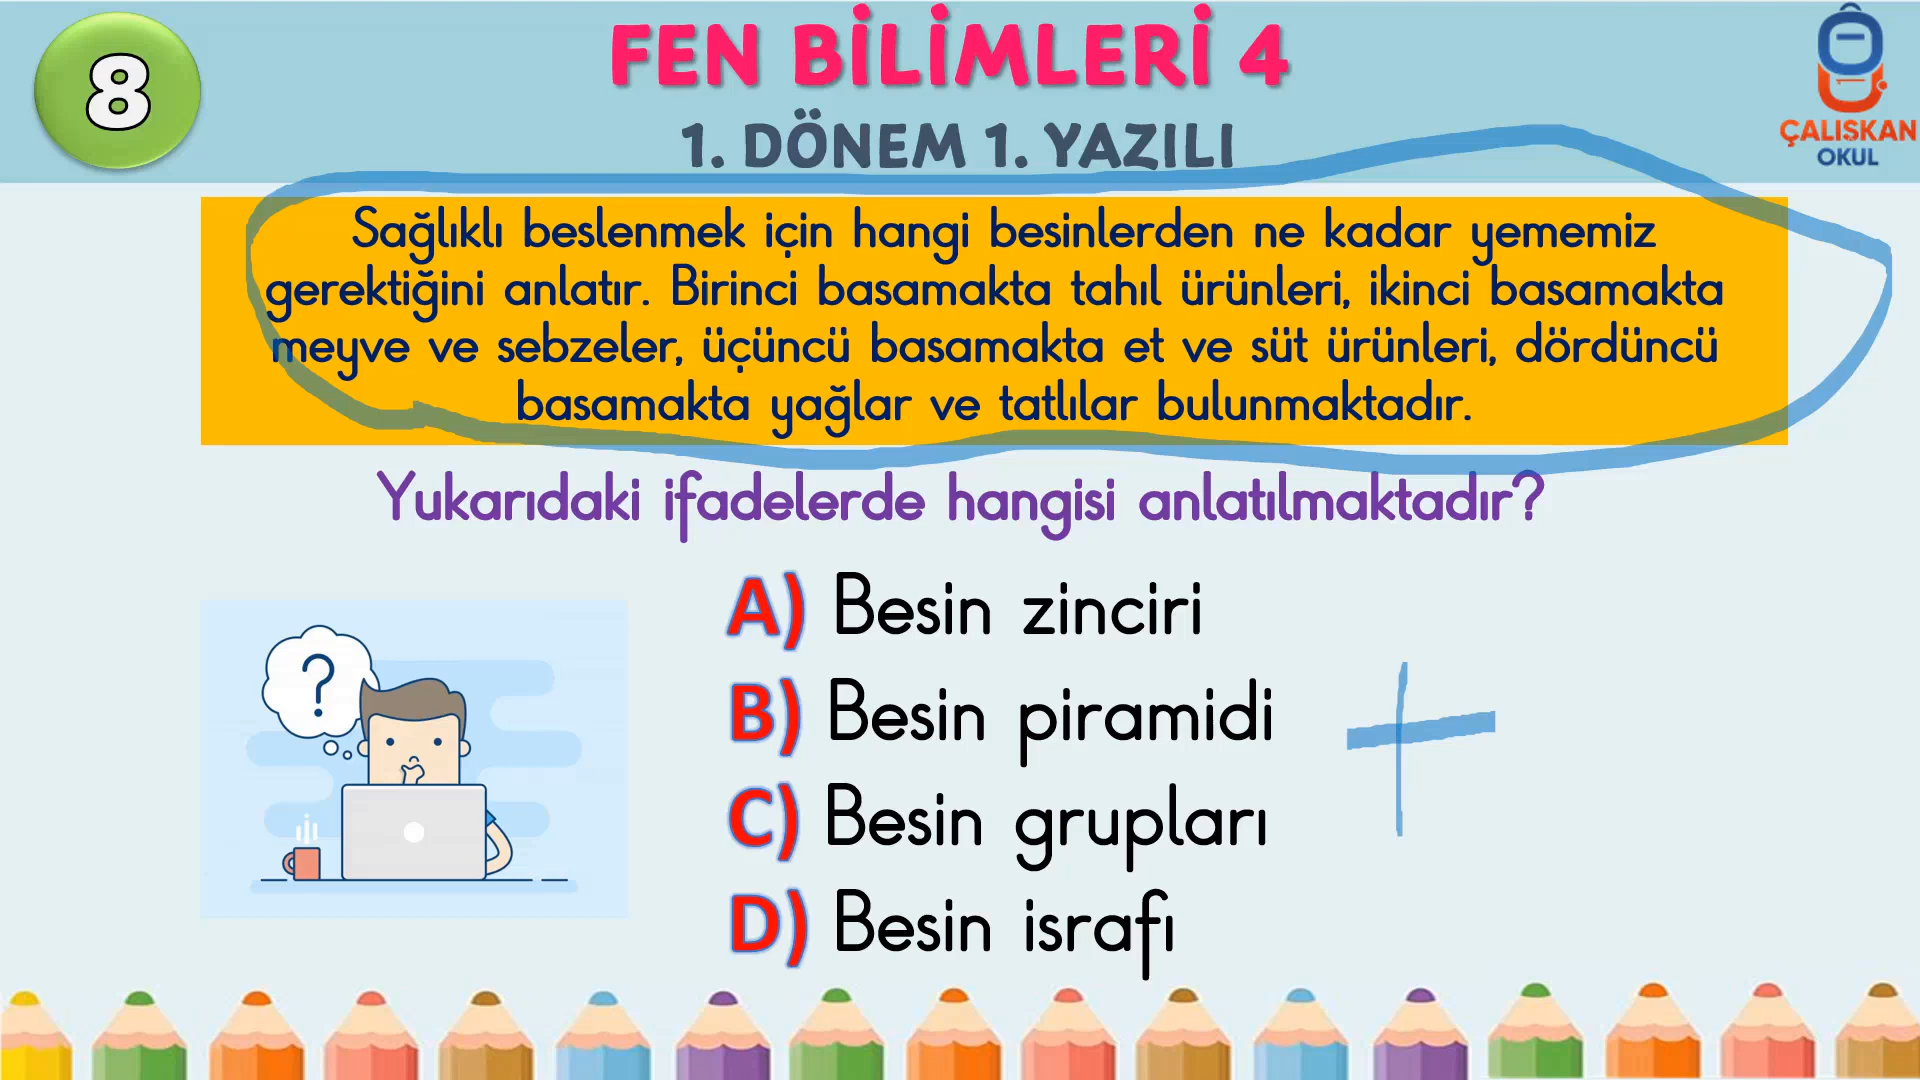 8
FEN BİLİMLERİ 4
1. DÖNEM 1. YAZILI
ÇALIŞKAN
OKUL
Sağlıklı beslenmek için hangi besinlerden ne kadar yememiz
gerektiğini anlatır. Birinci basamakta tahıl ürünleri, ikinci basamakta
meyve ve sebzeler, üçüncü basamakta et ve süt ürünleri, dördüncü
basamakta yağlar ve tatlılar bulunmaktadır.
Yukarıdaki ifadelerde hangisi anlatılmaktadır?
?
A) Besin zinciri
B) Besin piramidi
C) Besin grupları
D) Besin israfı